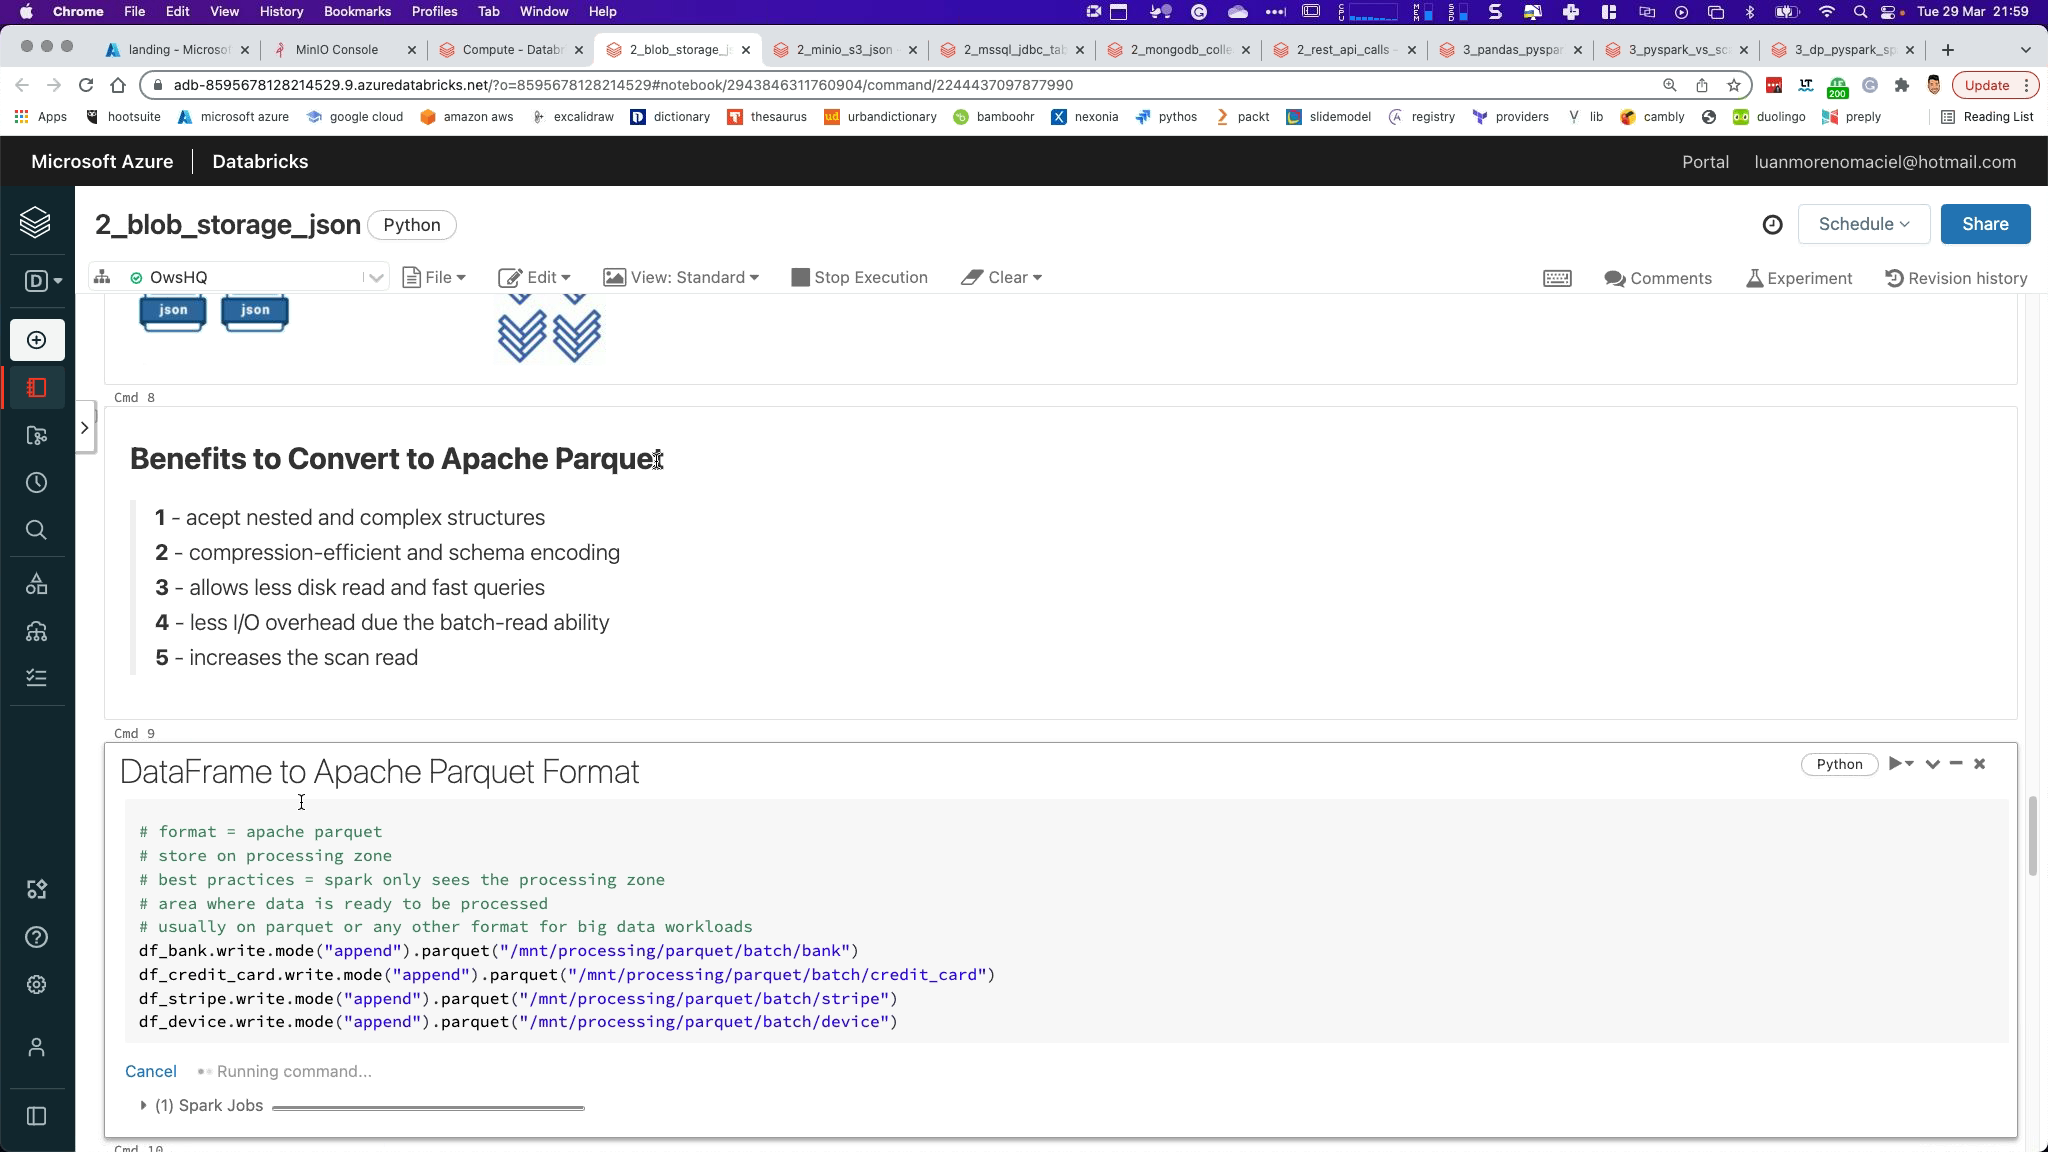 Chrome File Edit View History Bookmarks Profiles Tab Window Help Tue 29 Mar 21:59
landing - Microsof MinIO Console Compute - Databri 2_blob_storage_js 2_minio_s3_json - 2_mssql_jdbc_tab 2_mongodb_colle 2_rest_api_calls - 3_pandas_pyspar 3_pyspark_vs_sc 3_dp_pyspark_sp
adb-8595678128214529.9.azuredatabricks.net/?o=8595678128214529#notebook/2943846311760904/command/2244437097877990 200 Update
Apps hootsuite microsoft azure google cloud amazon aws excalidraw dictionary thesaurus urbandictionary bamboohr nexonia pythos packt slidemodel registry providers lib cambly duolingo preply Reading List
Microsoft Azure Databricks Portal luanmorenomaciel@hotmail.com
2_blob_storage_json Python Schedule Share
D
OwsHQ File Edit View: Standard Stop Execution Clear Comments Experiment Revision history
json json
Cmd 8
Benefits to Convert to Apache Parquet
1 - acept nested and complex structures
2 - compression-efficient and schema encoding
3 - allows less disk read and fast queries
4 - less I/O overhead due the batch-read ability
5 - increases the scan read
Cmd 9
DataFrame to Apache Parquet Format Python
# format = apache parquet
# store on processing zone
# best practices = spark only sees the processing zone
# area where data is ready to be processed
# usually on parquet or any other format for big data workloads
df_bank.write.mode("append").parquet("/mnt/processing/parquet/batch/bank")
df_credit_card.write.mode("append").parquet("/mnt/processing/parquet/batch/credit_card")
df_stripe.write.mode("append").parquet("/mnt/processing/parquet/batch/stripe")
df_device.write.mode("append").parquet("/mnt/processing/parquet/batch/device")
Cancel Running command...
(1) Spark Jobs
Cmd 10